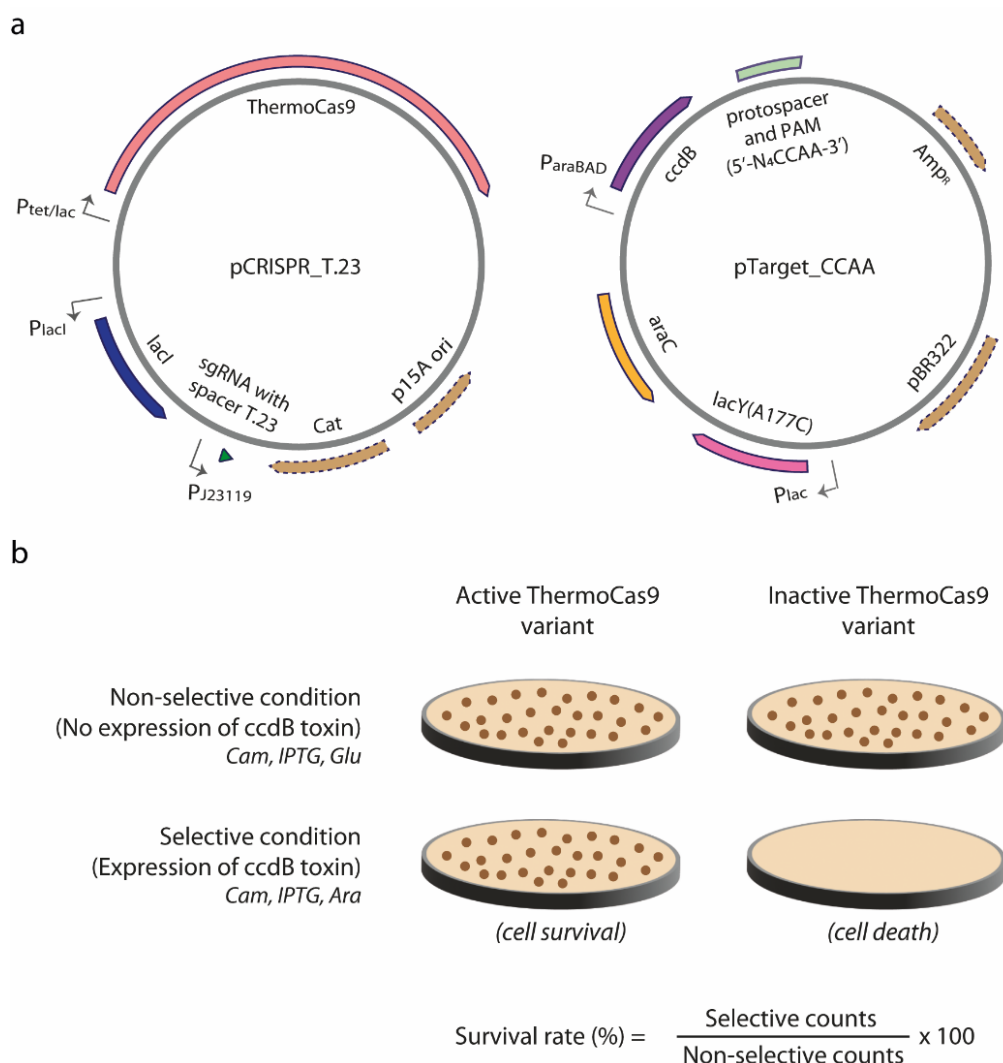 a
ThermoCas9
Ptet/lac
pCRISPR_T.23
PlacI
lacI
sgRNA with
spacer T.23
PJ23119
Cat
p15A ori
protospacer
and PAM
(5′-N₄CCAA-3′)
ParaBAD
ccdB
AmpR
pTarget_CCAA
araC
lacY(A177C)
pBR322
Plac
b
Active ThermoCas9
variant
Inactive ThermoCas9
variant
Non-selective condition
(No expression of ccdB toxin)
Cam, IPTG, Glu
Selective condition
(Expression of ccdB toxin)
Cam, IPTG, Ara
(cell survival)
(cell death)
Survival rate (%) =
Selective counts
Non-selective counts
x 100